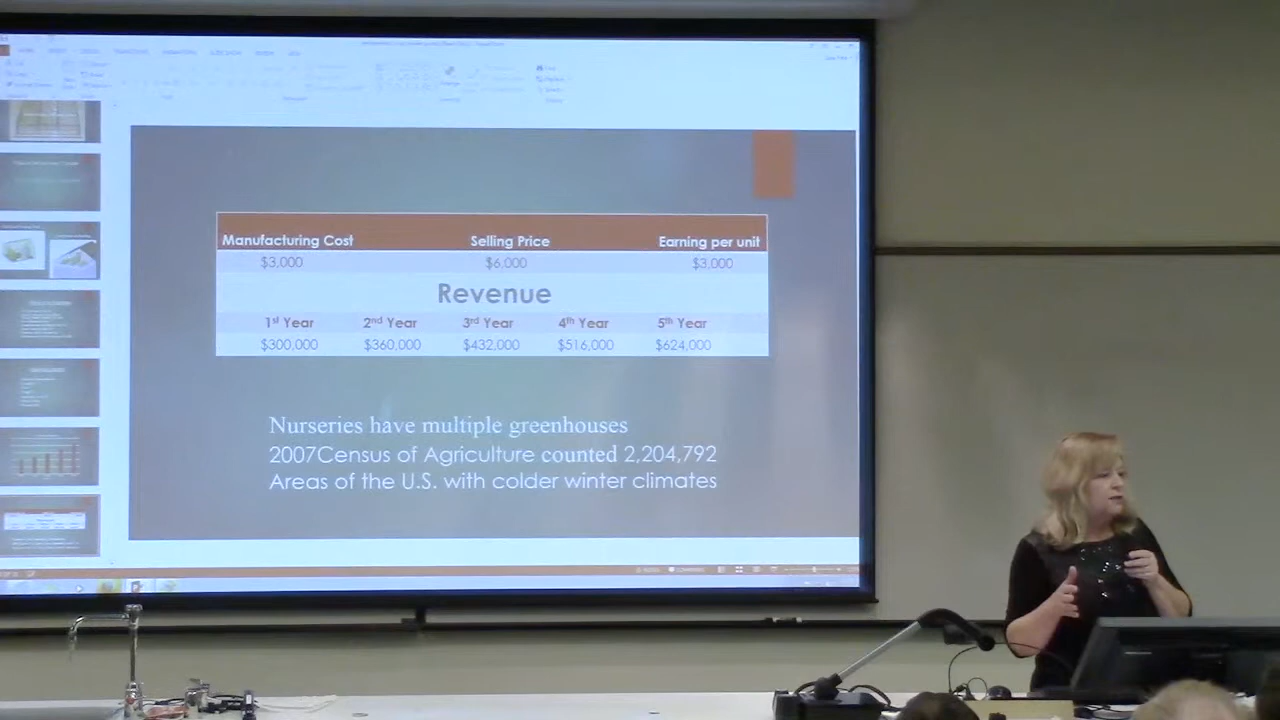 Manufacturing Cost Selling Price Earning per unit
$3,000 $6,000 $3,000
Revenue
1st Year 2nd Year 3rd Year 4th Year 5th Year
$300,000 $360,000 $432,000 $516,000 $624,000
Nurseries have multiple greenhouses
2007Census of Agriculture counted 2,204,792
Areas of the U.S. with colder winter climates